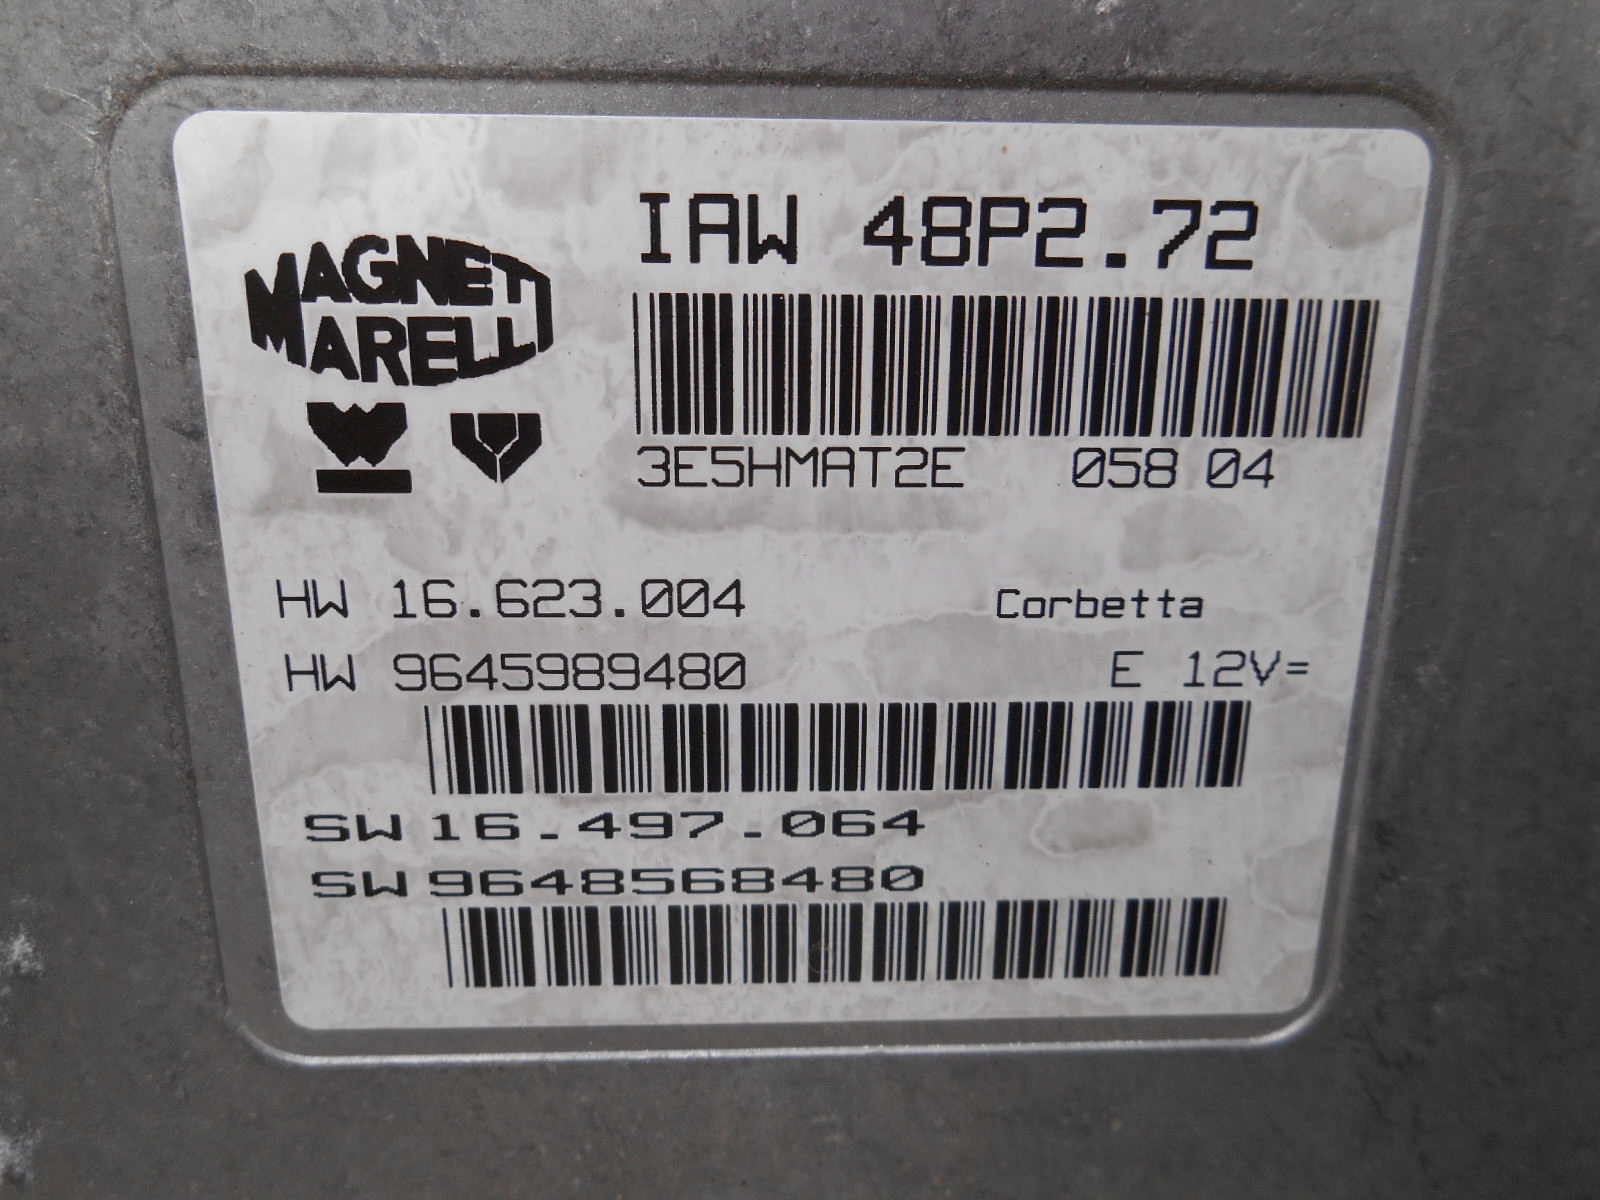 MAGNETI
MARELLI
IAW 48P2.72
3E5HMAT2E 058 04
HW 16.623.004 Corbetta
HW 9645989480 E 12V=
SW 16.497.064
SW 9648568480